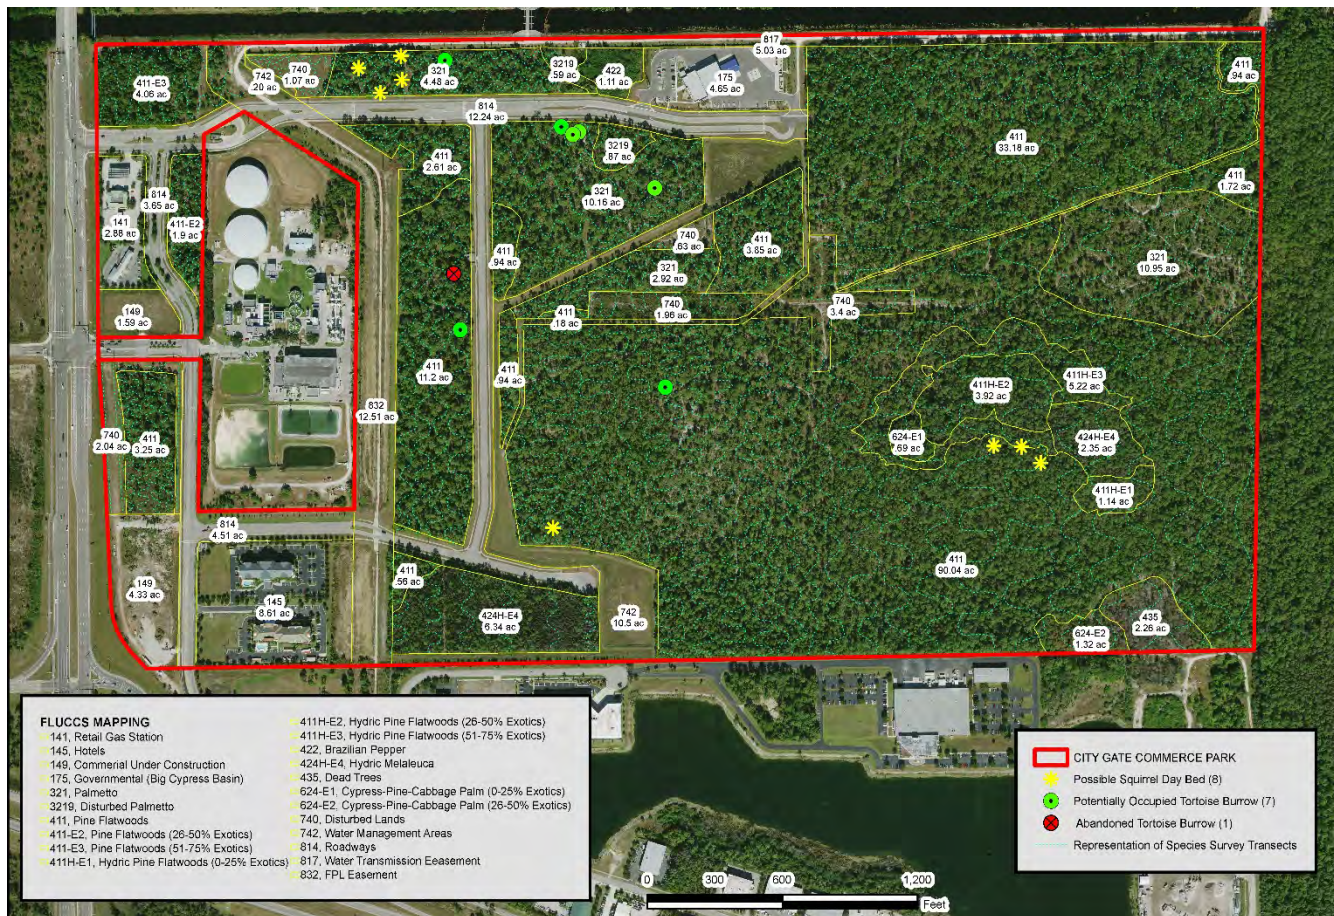 817
5.03 ac
411
.94 ac
411-E3
4.06 ac
742
.20 ac
740
1.07 ac
321
4.48 ac
3219
.59 ac
422
1.11 ac
175
4.65 ac
814
12.24 ac
411
33.18 ac
411
2.61 ac
3219
.87 ac
411
1.72 ac
814
3.65 ac
411-E2
1.9 ac
321
10.16 ac
141
2.88 ac
740
.63 ac
411
3.85 ac
411
.94 ac
321
2.92 ac
321
10.95 ac
149
1.59 ac
411
.18 ac
740
1.96 ac
740
3.4 ac
411
11.2 ac
411
.94 ac
411H-E2
3.92 ac
411H-E3
5.22 ac
832
12.51 ac
740
2.04 ac
411
3.25 ac
624-E1
.69 ac
424H-E4
2.35 ac
411H-E1
1.14 ac
814
4.51 ac
411
.56 ac
411
90.04 ac
149
4.33 ac
145
8.61 ac
424H-E4
6.34 ac
742
10.5 ac
435
2.26 ac
624-E2
1.32 ac
FLUCCS MAPPING
141, Retail Gas Station
145, Hotels
149, Commerial Under Construction
175, Governmental (Big Cypress Basin)
321, Palmetto
3219, Disturbed Palmetto
411, Pine Flatwoods
411-E2, Pine Flatwoods (26-50% Exotics)
411-E3, Pine Flatwoods (51-75% Exotics)
411H-E1, Hydric Pine Flatwoods (0-25% Exotics)
411H-E2, Hydric Pine Flatwoods (26-50% Exotics)
411H-E3, Hydric Pine Flatwoods (51-75% Exotics)
422, Brazilian Pepper
424H-E4, Hydric Melaleuca
435, Dead Trees
624-E1, Cypress-Pine-Cabbage Palm (0-25% Exotics)
624-E2, Cypress-Pine-Cabbage Palm (26-50% Exotics)
740, Disturbed Lands
742, Water Management Areas
814, Roadways
817, Water Transmission Eeasement
832, FPL Easement
CITY GATE COMMERCE PARK
Possible Squirrel Day Bed (8)
Potentially Occupied Tortoise Burrow (7)
Abandoned Tortoise Burrow (1)
Representation of Species Survey Transects
0 300 600 1,200
Feet